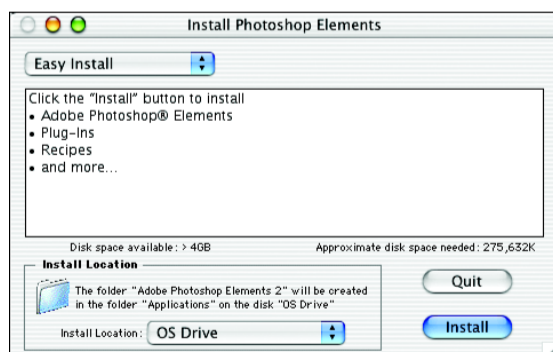 Install Photoshop Elements
Easy Install
Click the “Install” button to install
• Adobe Photoshop® Elements
• Plug-Ins
• Recipes
• and more...
Disk space available: > 4GB
Approximate disk space needed: 275,632K
Install Location
The folder "Adobe Photoshop Elements 2" will be created
in the folder "Applications" on the disk "OS Drive"
Install Location: OS Drive
Quit
Install